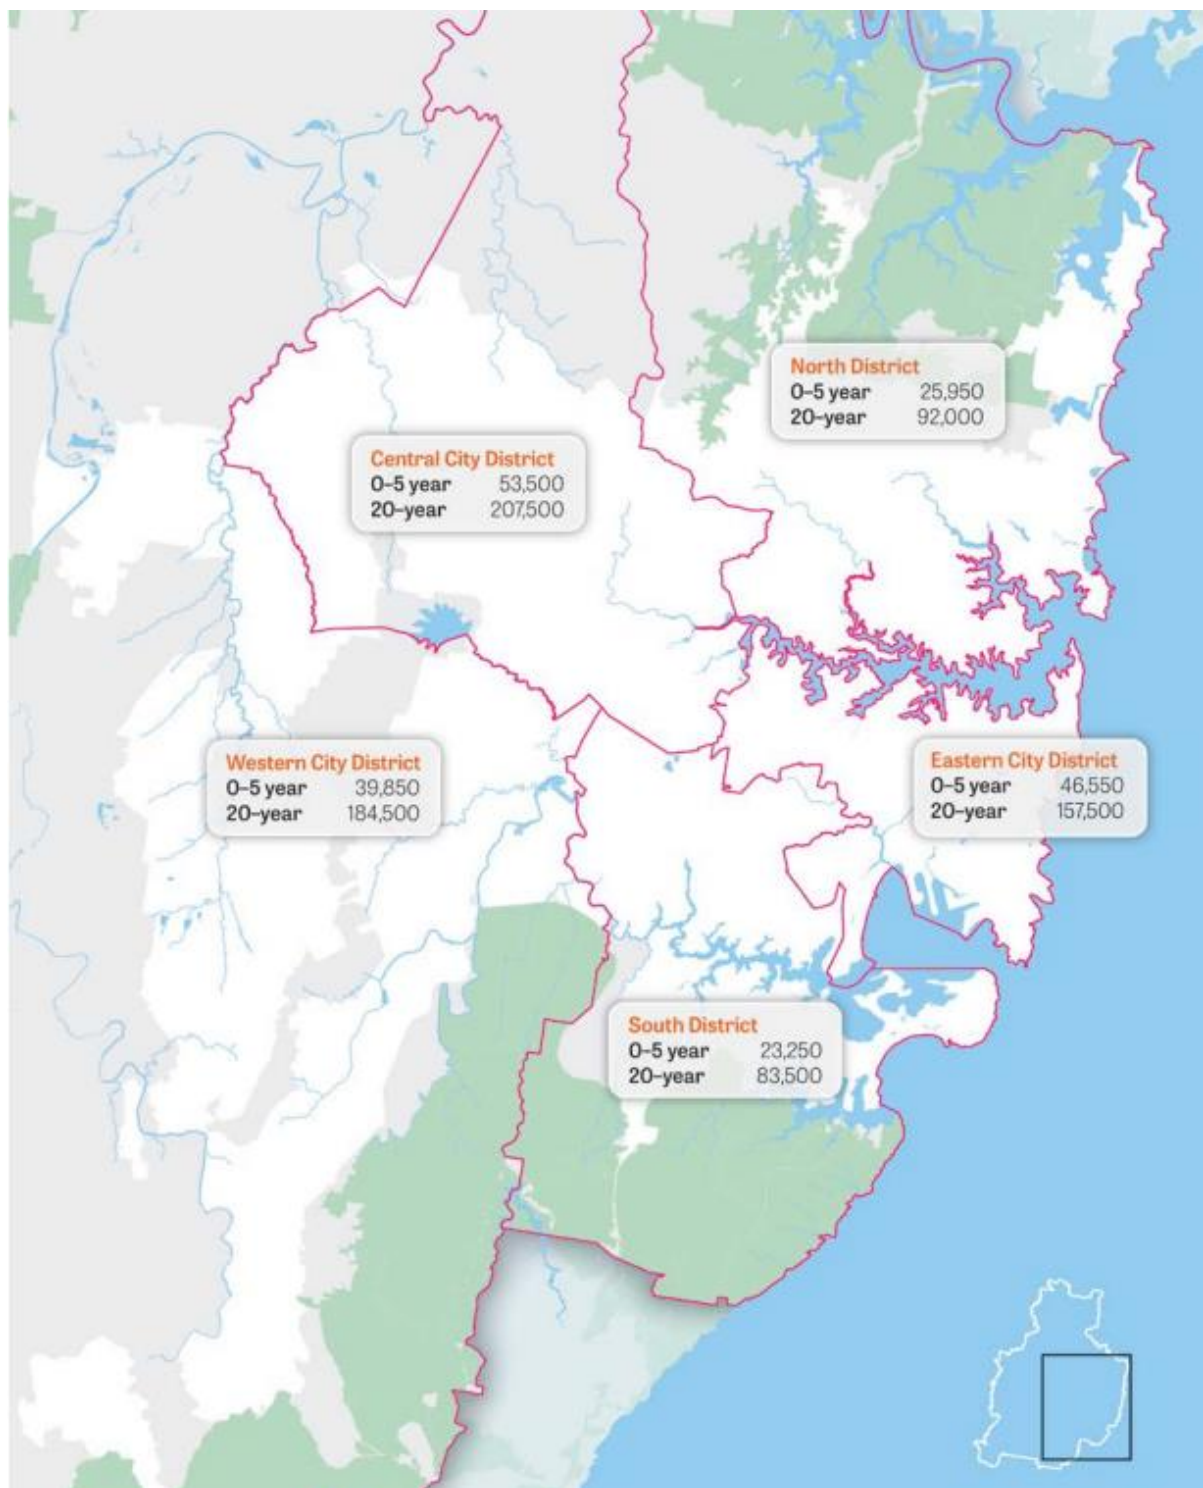 North District
0–5 year 25,950
20–year 92,000
Central City District
0–5 year 53,500
20–year 207,500
Western City District
0–5 year 39,850
20–year 184,500
Eastern City District
0–5 year 46,550
20–year 157,500
South District
0–5 year 23,250
20–year 83,500